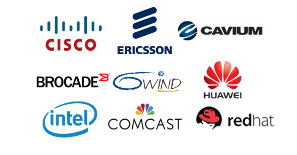 CISCO
ERICSSON
CAVIUM
BROCADE
6WIND
HUAWEI
intel
COMCAST
redhat